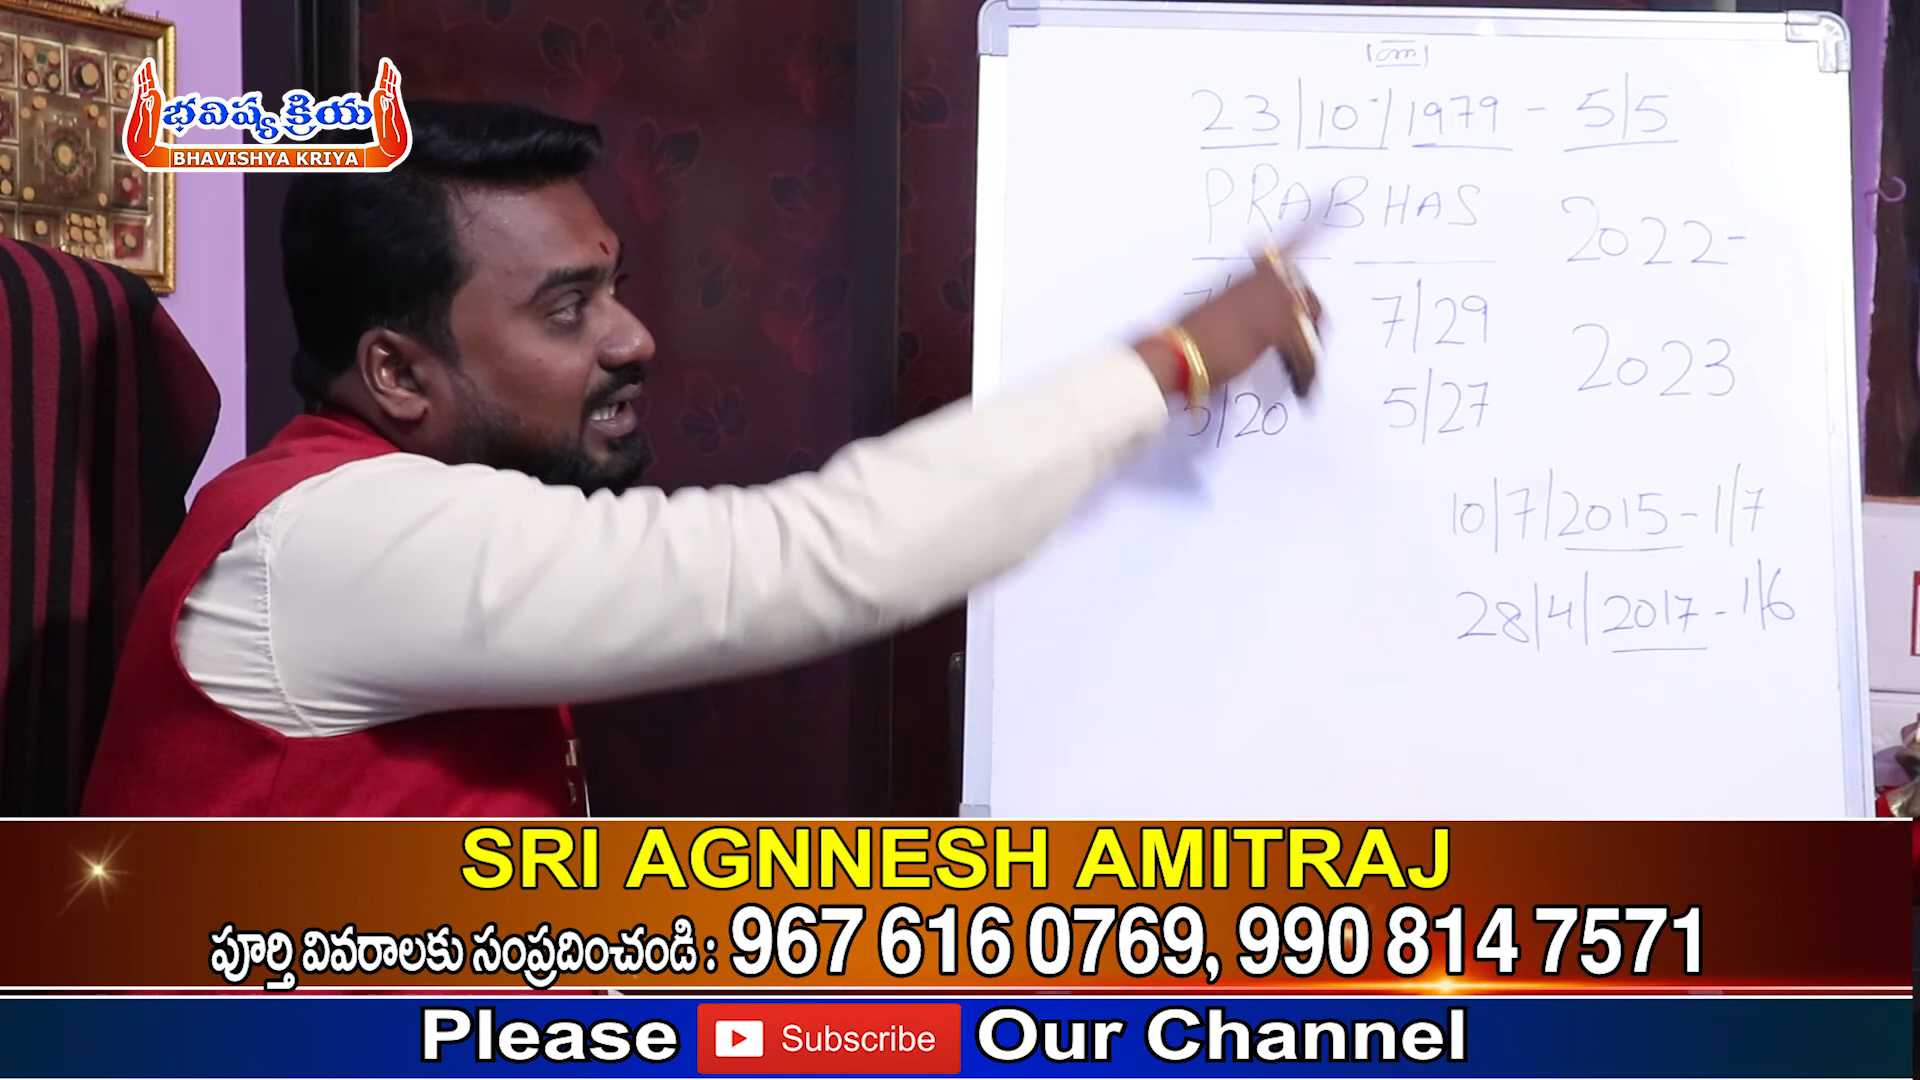 భవిష్య క్రియ
BHAVISHYA KRIYA
23/10/1979 - 5/5
PRABHAS
2022-
7/29
2023
/20 5/27
10/7/2015-1/7
28/4/2017-1/6
SRI AGNNESH AMITRAJ
పూర్తి వివరాలకు సంప్రదించండి : 967 616 0769, 990 814 7571
Please Subscribe Our Channel